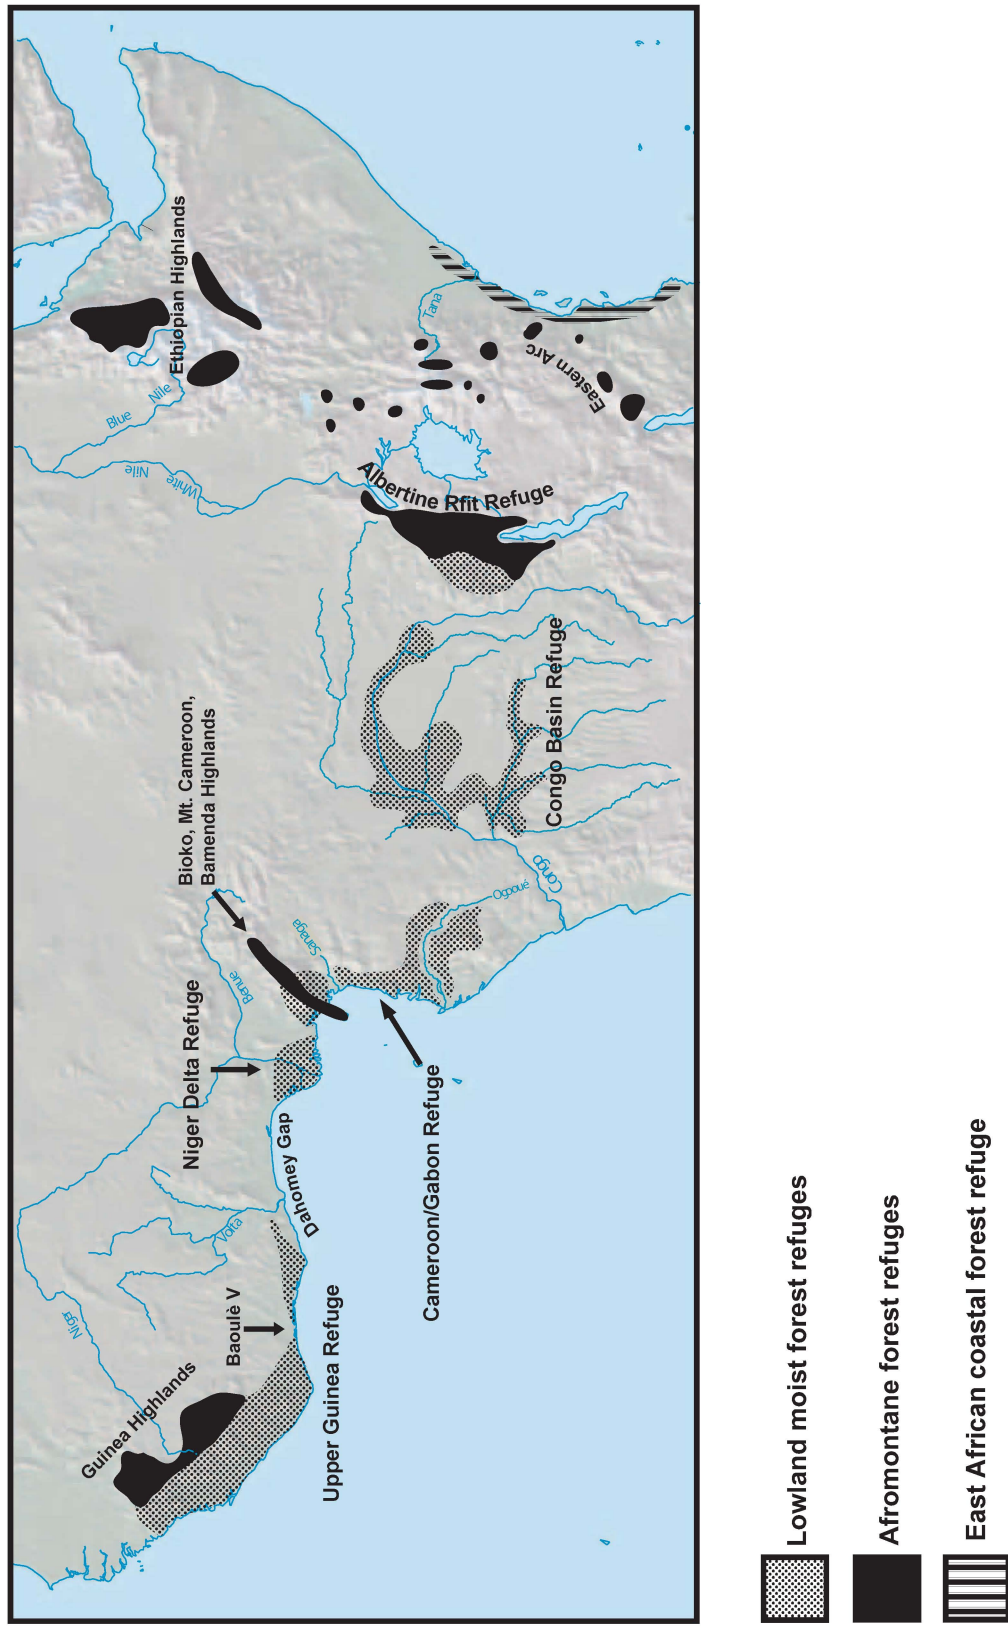 Guinea Highlands
Niger
Baoulè V
Upper Guinea Refuge
Volta
Dahomey Gap
Niger Delta Refuge
Benue
Bioko, Mt. Cameroon,
Bamenda Highlands
Sanaga
Cameroon/Gabon Refuge
Ogooué
Congo
Congo Basin Refuge
Albertine Rfit Refuge
White Nile
Blue Nile
Ethiopian Highlands
Tana
Eastern Arc
Lowland moist forest refuges
Afromontane forest refuges
East African coastal forest refuge